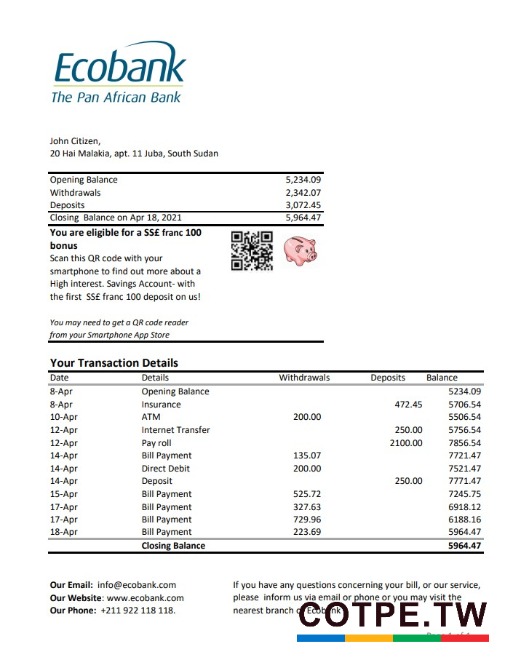 Ecobank
The Pan African Bank
John Citizen,
20 Hai Malakia, apt. 11 Juba, South Sudan
Opening Balance 5,234.09
Withdrawals 2,342.07
Deposits 3,072.45
Closing Balance on Apr 18, 2021 5,964.47
You are eligible for a SS£ franc 100
bonus
Scan this QR code with your
smartphone to find out more about a
High interest. Savings Account- with
the first SS£ franc 100 deposit on us!
You may need to get a QR code reader
from your Smartphone App Store
Your Transaction Details
Date Details Withdrawals Deposits Balance
8-Apr Opening Balance 5234.09
8-Apr Insurance 472.45 5706.54
10-Apr ATM 200.00 5506.54
12-Apr Internet Transfer 250.00 5756.54
12-Apr Pay roll 2100.00 7856.54
14-Apr Bill Payment 135.07 7721.47
14-Apr Direct Debit 200.00 7521.47
14-Apr Deposit 250.00 7771.47
15-Apr Bill Payment 525.72 7245.75
17-Apr Bill Payment 327.63 6918.12
17-Apr Bill Payment 729.96 6188.16
18-Apr Bill Payment 223.69 5964.47
Closing Balance 5964.47
Our Email: info@ecobank.com
Our Website: www.ecobank.com
Our Phone: +211 922 118 118.
If you have any questions concerning your bill, or our service,
please inform us via email or phone or you may visit the
nearest branch of Ecobank
COTPE.TW